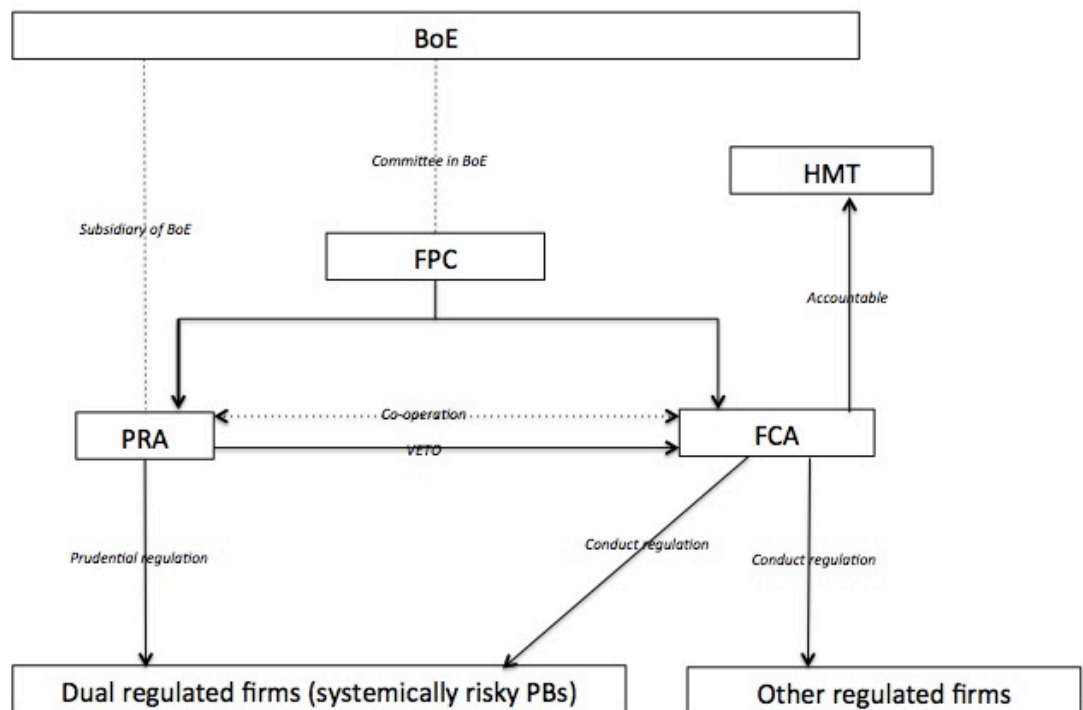 BoE
Committee in BoE
HMT
Subsidiary of BoE
FPC
Accountable
Co-operation
PRA
FCA
VETO
Prudential regulation
Conduct regulation
Conduct regulation
Dual regulated firms (systemically risky PBs)
Other regulated firms